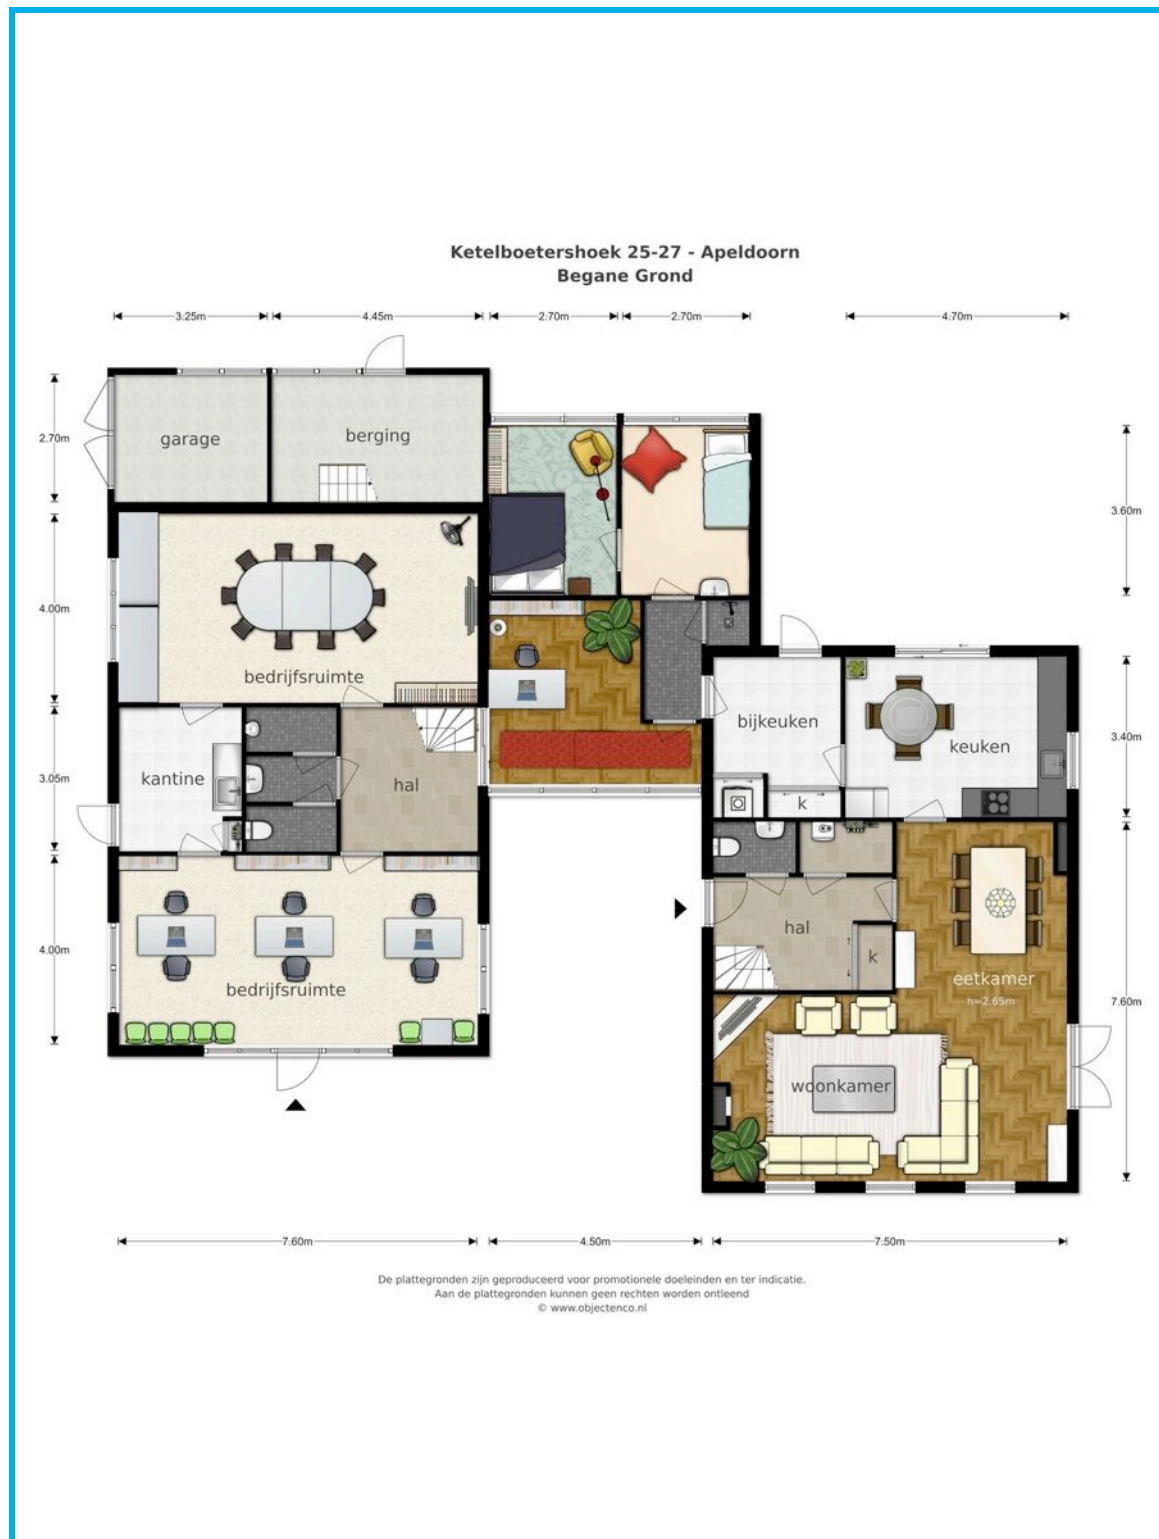 Ketelboetershoek 25-27 - Apeldoorn
Begane Grond
3.25m
4.45m
2.70m
2.70m
4.70m
2.70m
garage
berging
3.60m
4.00m
bedrijfsruimte
3.05m
kantine
hal
bijkeuken
keuken
3.40m
k
4.00m
bedrijfsruimte
hal
k
eetkamer
h=2.65m
7.60m
woonkamer
7.60m
4.50m
7.50m
De plattegronden zijn geproduceerd voor promotionele doeleinden en ter indicatie.
Aan de plattegronden kunnen geen rechten worden ontleend
© www.objectenco.nl